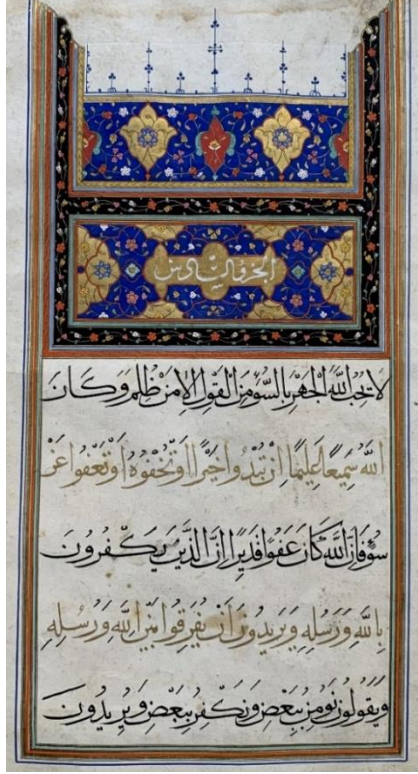 الجزو السادس
لا يحب الله الجهر بالسوء من القول الا من ظلم وكان
الله سميعا عليما ان تبدوا خيرا او تخفوه او تعفوا عن
سوء فان الله كان عفوا قديرا ان الذين يكفرون
بالله ورسله ويريدون ان يفرقوا بين الله ورسله
ويقولون نؤمن ببعض ونكفر ببعض ويريدون